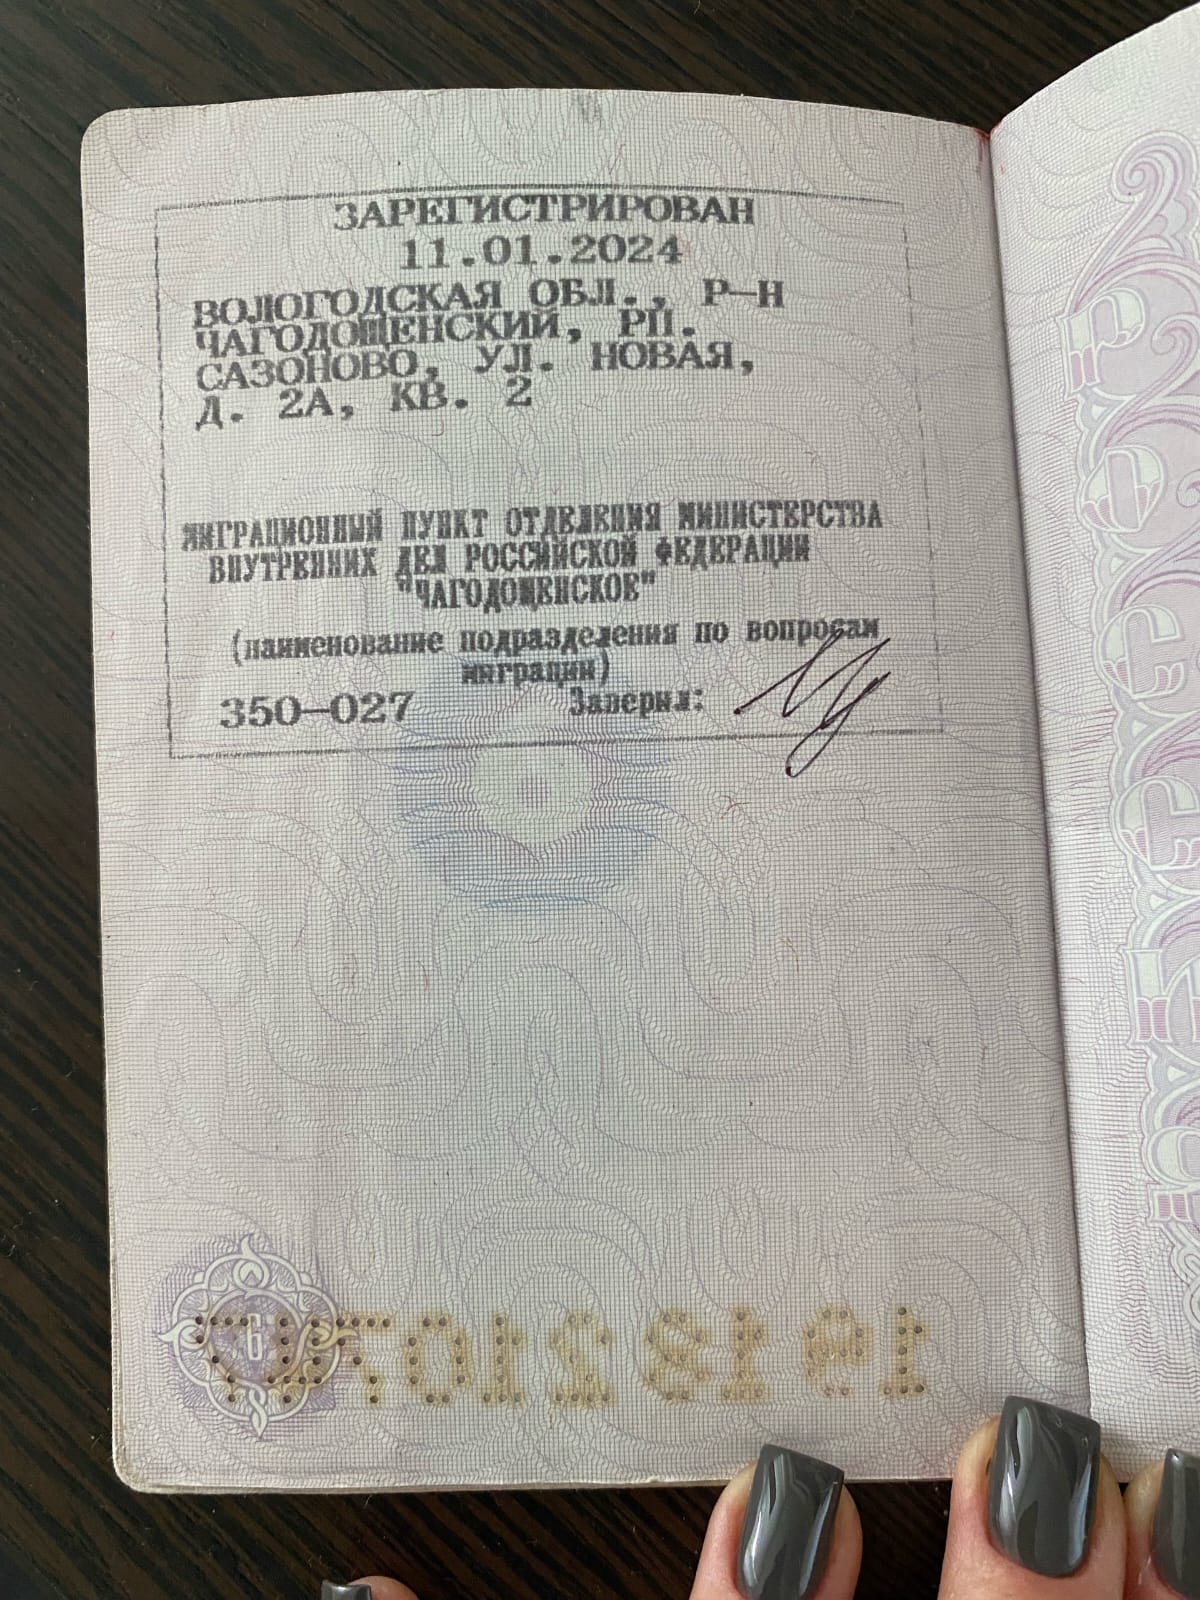 ЗАРЕГИСТРИРОВАН
11.01.2024
ВОЛОГОДСКАЯ ОБЛ., Р-Н
ЧАГОДОЩЕНСКИЙ, РП.
САЗОНОВО, УЛ. НОВАЯ,
Д. 2А, КВ. 2
МИГРАЦИОННЫЙ ПУНКТ ОТДЕЛЕНИЯ МИНИСТЕРСТВА
ВНУТРЕННИХ ДЕЛ РОССИЙСКОЙ ФЕДЕРАЦИИ
"ЧАГОДОЩЕНСКОЕ"
(наименование подразделения по вопросам
миграции)
350-027 Заверил:
6